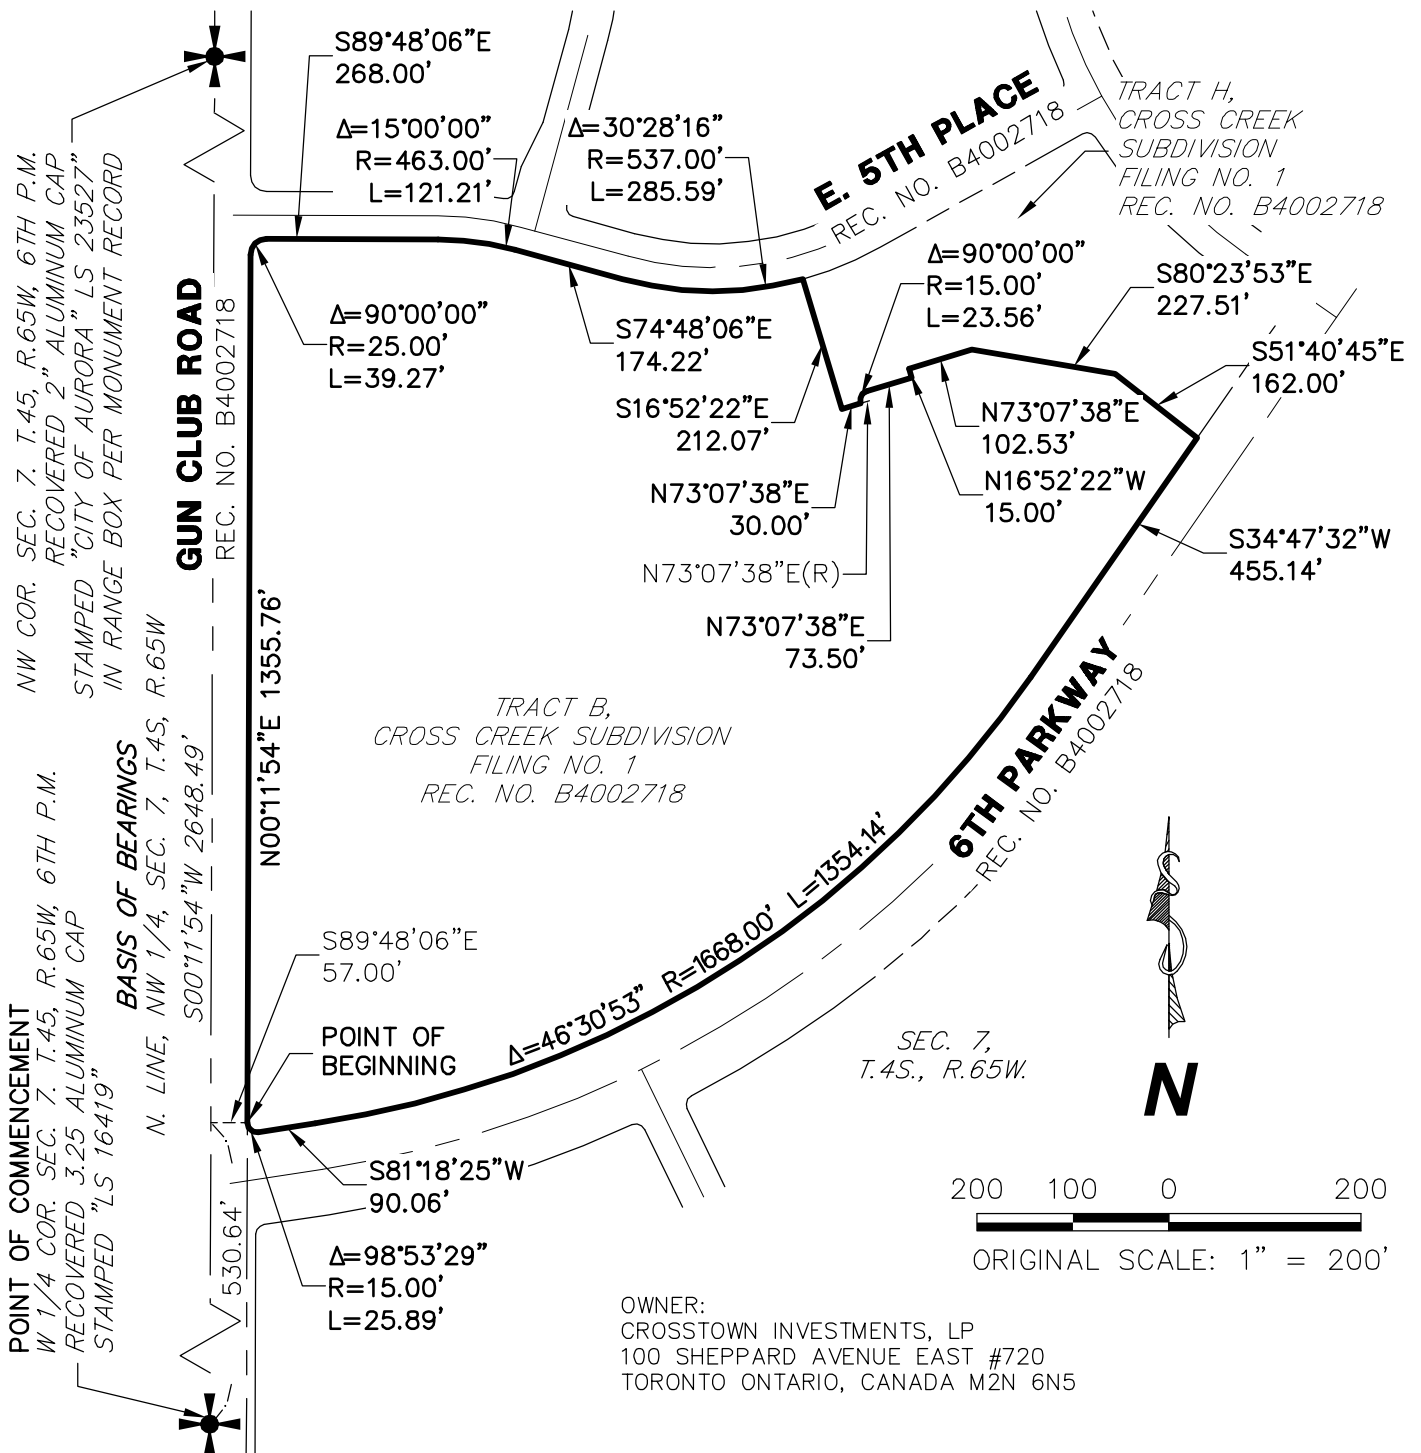 S89°48'06"E
268.00'
Δ=15°00'00"
R=463.00'
L=121.21'
Δ=30°28'16"
R=537.00'
L=285.59'
E. 5TH PLACE
REC. NO. B4002718
TRACT H,
CROSS CREEK
SUBDIVISION
FILING NO. 1
REC. NO. B4002718
Δ=90°00'00"
R=15.00'
L=23.56'
S80°23'53"E
227.51'
S51°40'45"E
162.00'
Δ=90°00'00"
R=25.00'
L=39.27'
S74°48'06"E
174.22'
S16°52'22"E
212.07'
N73°07'38"E
102.53'
N16°52'22"W
15.00'
N73°07'38"E
30.00'
N73°07'38"E(R)
N73°07'38"E
73.50'
S34°47'32"W
455.14'
NW COR. SEC. 7. T.45, R.65W, 6TH P.M.
RECOVERED 2" ALUMINUM CAP
STAMPED "CITY OF AURORA" LS 23527"
IN RANGE BOX PER MONUMENT RECORD
GUN CLUB ROAD
REC. NO. B4002718
BASIS OF BEARINGS
N. LINE, NW 1/4, SEC. 7, T.4S, R.65W
S00°11'54"W 2648.49'
N00°11'54"E 1355.76'
TRACT B,
CROSS CREEK SUBDIVISION
FILING NO. 1
REC. NO. B4002718
6TH PARKWAY
REC. NO. B4002718
Δ=46°30'53" R=1668.00' L=1354.14'
S89°48'06"E
57.00'
POINT OF
BEGINNING
SEC. 7,
T.4S., R.65W.
N
POINT OF COMMENCEMENT
W 1/4 COR. SEC. 7. T.45, R.65W, 6TH P.M.
RECOVERED 3.25 ALUMINUM CAP
STAMPED "LS 16419"
530.64'
S81°18'25"W
90.06'
Δ=98°53'29"
R=15.00'
L=25.89'
200 100 0 200
ORIGINAL SCALE: 1" = 200'
OWNER:
CROSSTOWN INVESTMENTS, LP
100 SHEPPARD AVENUE EAST #720
TORONTO ONTARIO, CANADA M2N 6N5